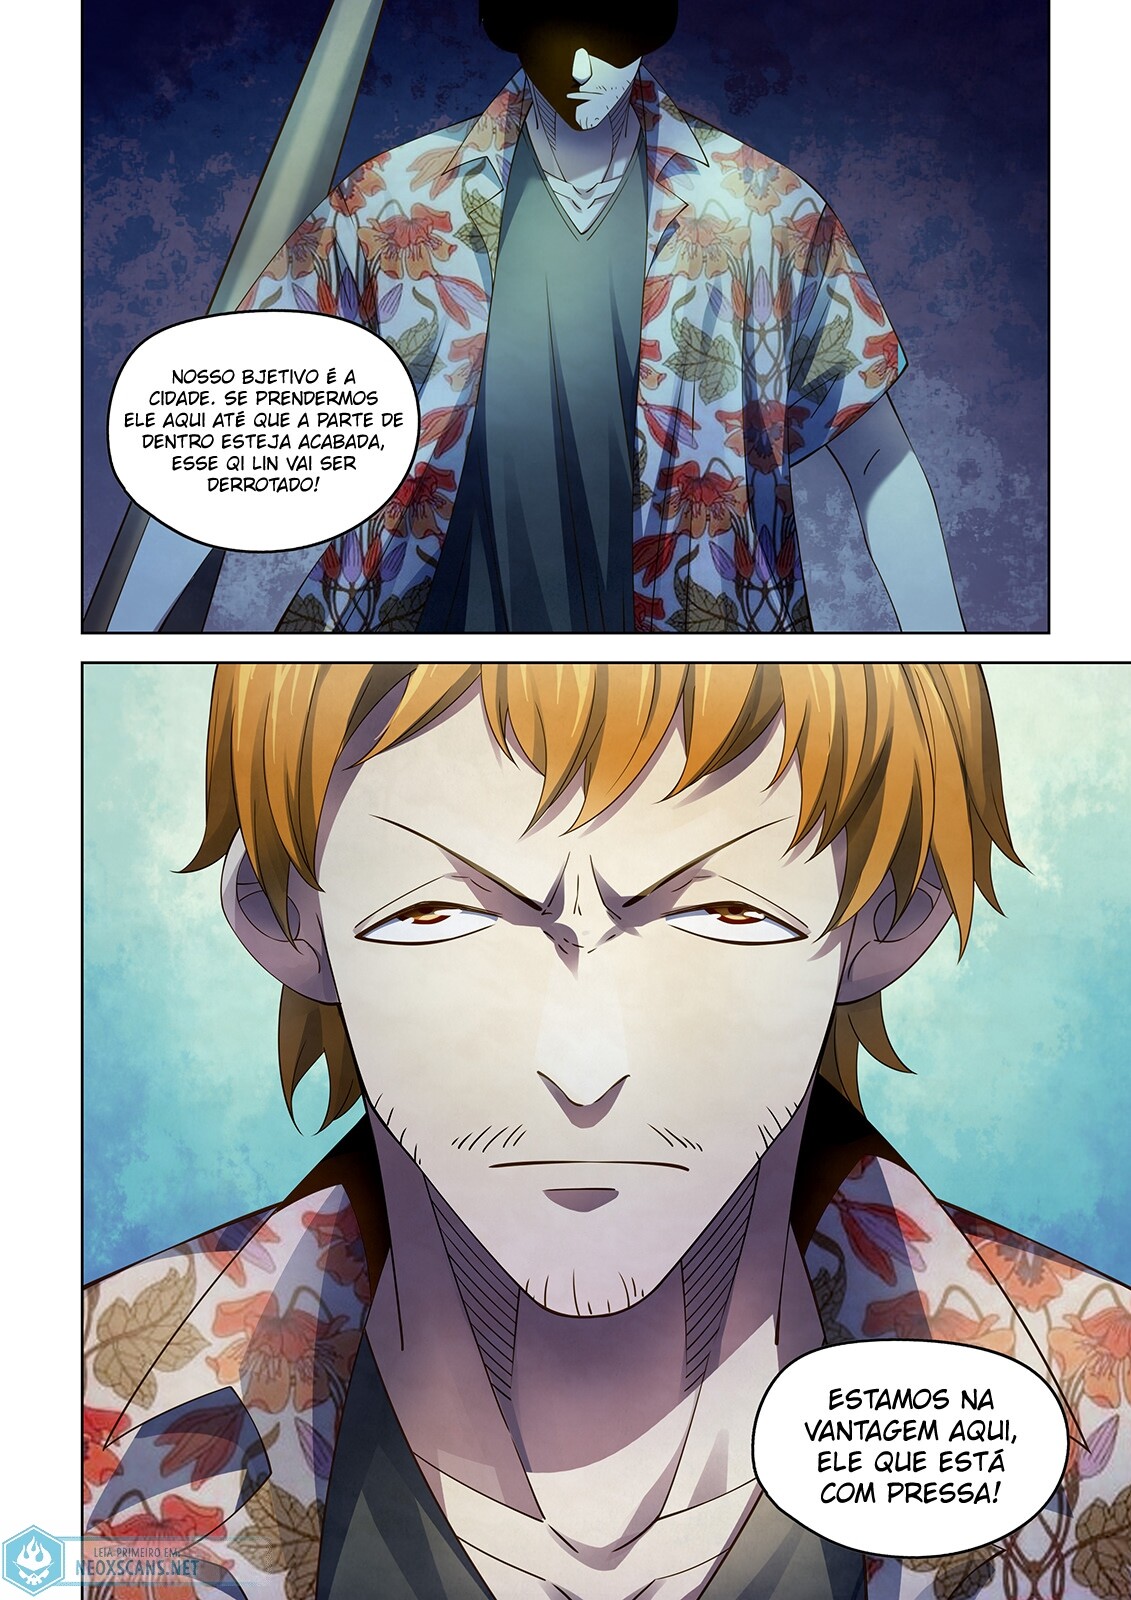 NOSSO BJETIVO É A
CIDADE. SE PRENDERMOS
ELE AQUI ATÉ QUE A PARTE DE
DENTRO ESTEJA ACABADA,
ESSE QI LIN VAI SER
DERROTADO!
ESTAMOS NA
VANTAGEM AQUI,
ELE QUE ESTÁ
COM PRESSA!
LEIA PRIMEIRO EM
NEOXSCANS.NET